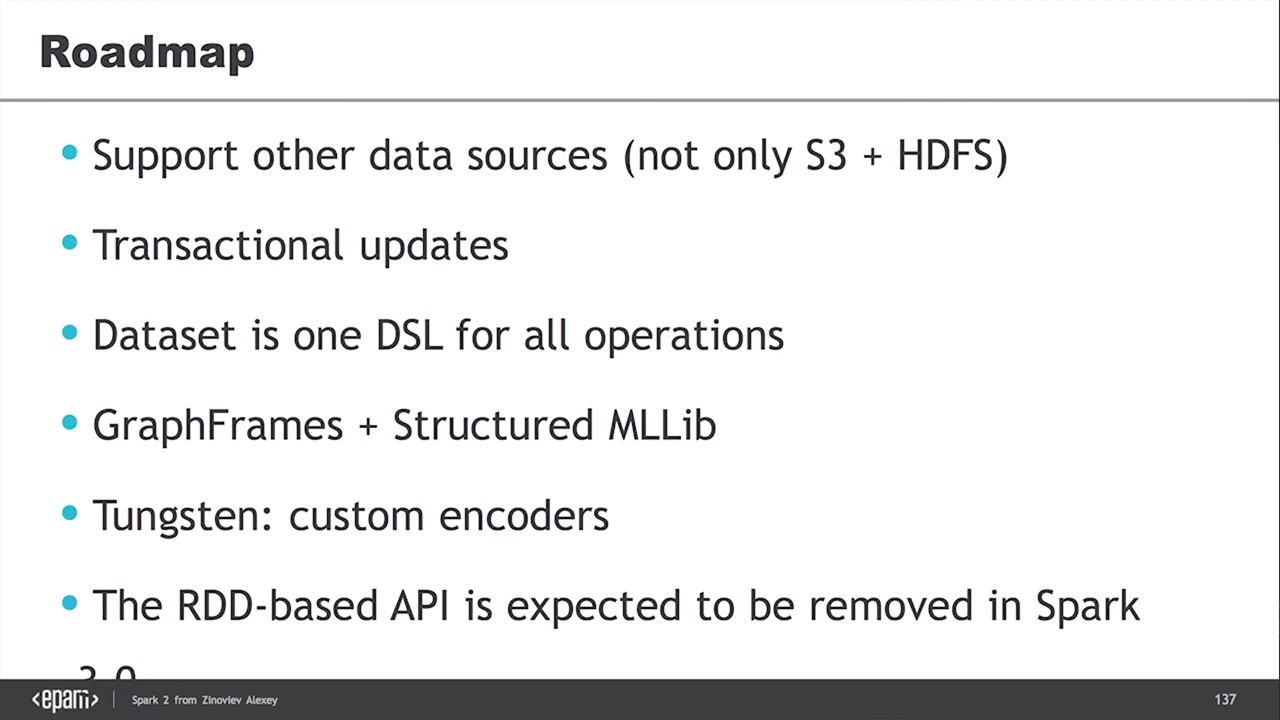 Roadmap
• Support other data sources (not only S3 + HDFS)
• Transactional updates
• Dataset is one DSL for all operations
• GraphFrames + Structured MLLib
• Tungsten: custom encoders
• The RDD-based API is expected to be removed in Spark
<epam> | Spark 2 from Zinoviev Alexey 137